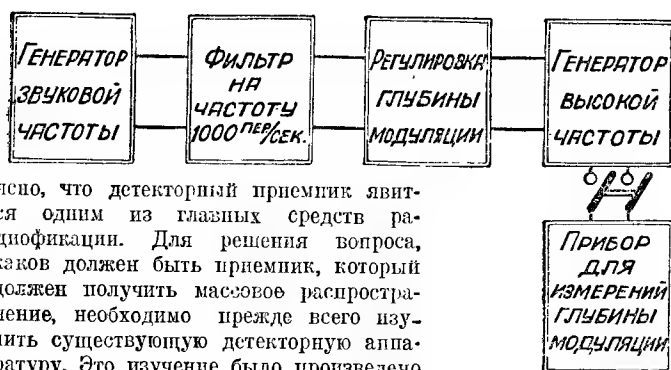 ГЕНЕРАТОР
ЗВУКОВОЙ
ЧАСТОТЫ
ФИЛЬТР
НА
ЧАСТОТУ
1000 ПЕР/СЕК.
РЕГУЛИРОВКА
ГЛУБИНЫ
МОДУЛЯЦИИ
ГЕНЕРАТОР
ВЫСОКОЙ
ЧАСТОТЫ
ПРИБОР
ДЛЯ
ИЗМЕРЕНИЙ
ГЛУБИНЫ
МОДУЛЯЦИИ
ясно, что детекторный приемник явит-
ся одним из главных средств ра-
диофикации. Для решения вопроса,
каков должен быть приемник, который
должен получить массовое распростра-
нение, необходимо прежде всего изу-
чить существующую детекторную аппа-
ратуру. Это изучение было произведено